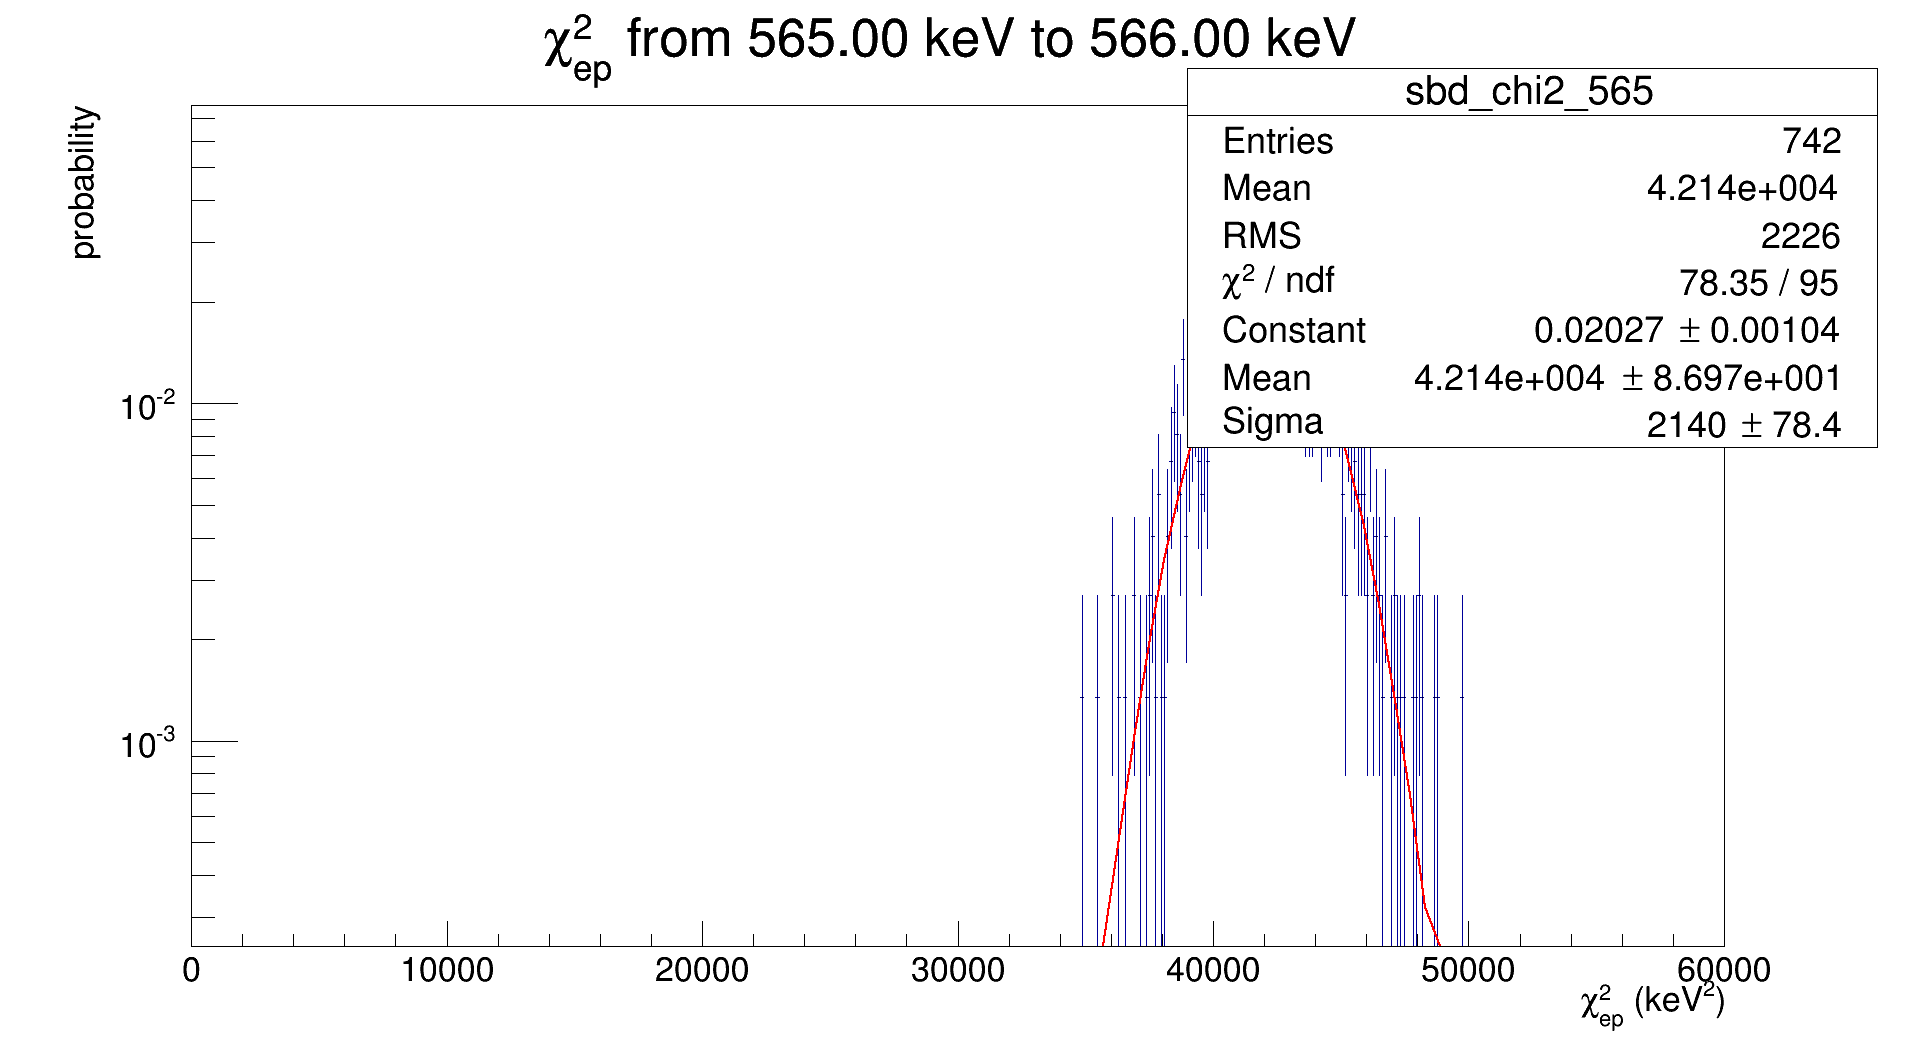 χ²ep from 565.00 keV to 566.00 keV
sbd_chi2_565
Entries 742
Mean 4.214e+004
RMS 2226
χ² / ndf 78.35 / 95
Constant 0.02027 ± 0.00104
Mean 4.214e+004 ± 8.697e+001
Sigma 2140 ± 78.4
probability
10⁻²
10⁻³
0 10000 20000 30000 40000 50000 60000
χ²ep (keV²)